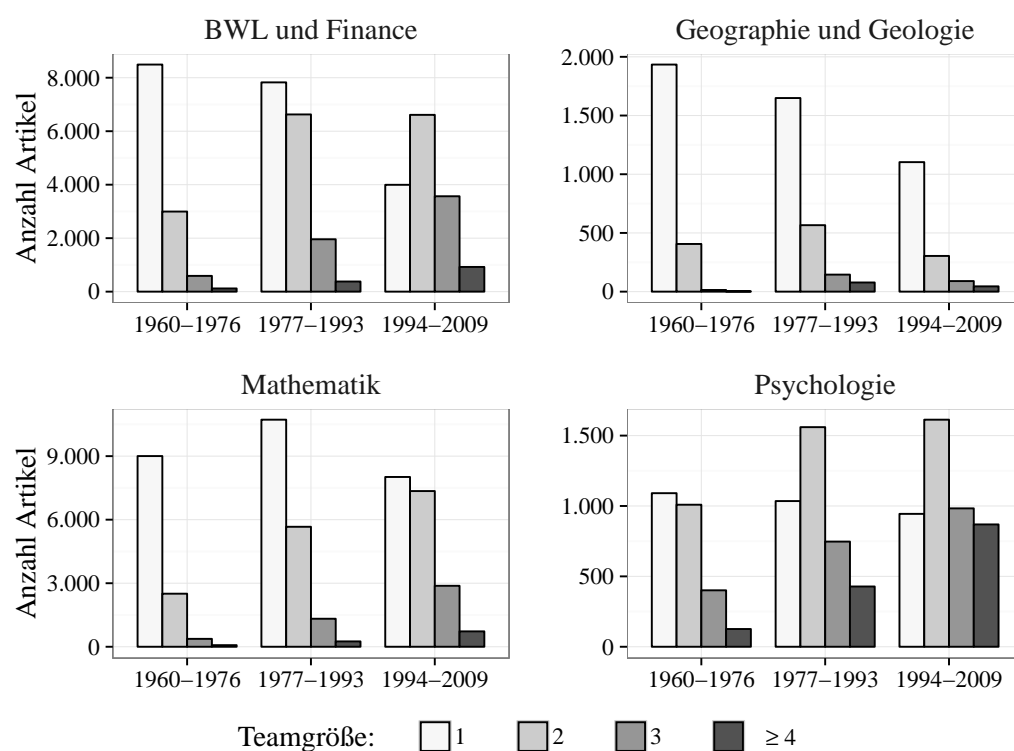 BWL und Finance
Geographie und Geologie
Anzahl Artikel
8.000
6.000
4.000
2.000
0
1960–1976 1977–1993 1994–2009
2.000
1.500
1.000
500
0
1960–1976 1977–1993 1994–2009
Mathematik
Psychologie
Anzahl Artikel
9.000
6.000
3.000
0
1960–1976 1977–1993 1994–2009
1.500
1.000
500
0
1960–1976 1977–1993 1994–2009
Teamgröße: 1 2 3 ≥ 4